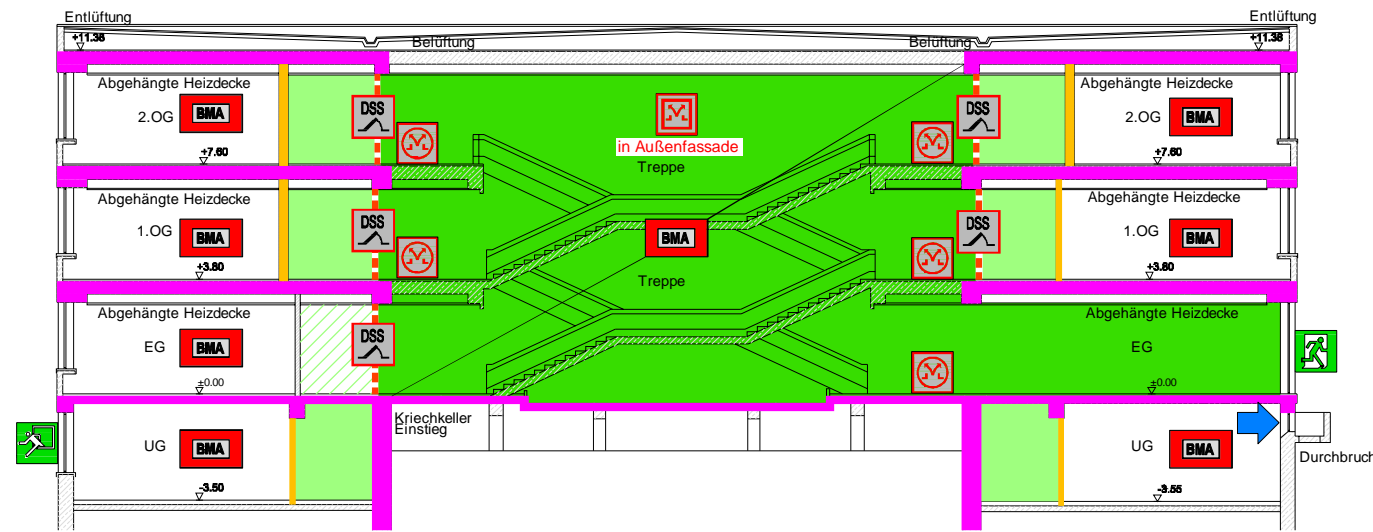 Entlüftung
Entlüftung
+11.36
Belüftung
Belüftung
+11.36
Abgehängte Heizdecke
Abgehängte Heizdecke
2.OG
BMA
DSS
DSS
2.OG
BMA
in Außenfassade
+7.60
Treppe
+7.60
Abgehängte Heizdecke
Abgehängte Heizdecke
1.OG
BMA
DSS
BMA
DSS
1.OG
BMA
+3.80
Treppe
+3.80
Abgehängte Heizdecke
Abgehängte Heizdecke
EG
BMA
DSS
EG
±0.00
±0.00
Kriechkeller
Einstieg
UG
BMA
UG
BMA
Durchbruch
-3.50
-3.55